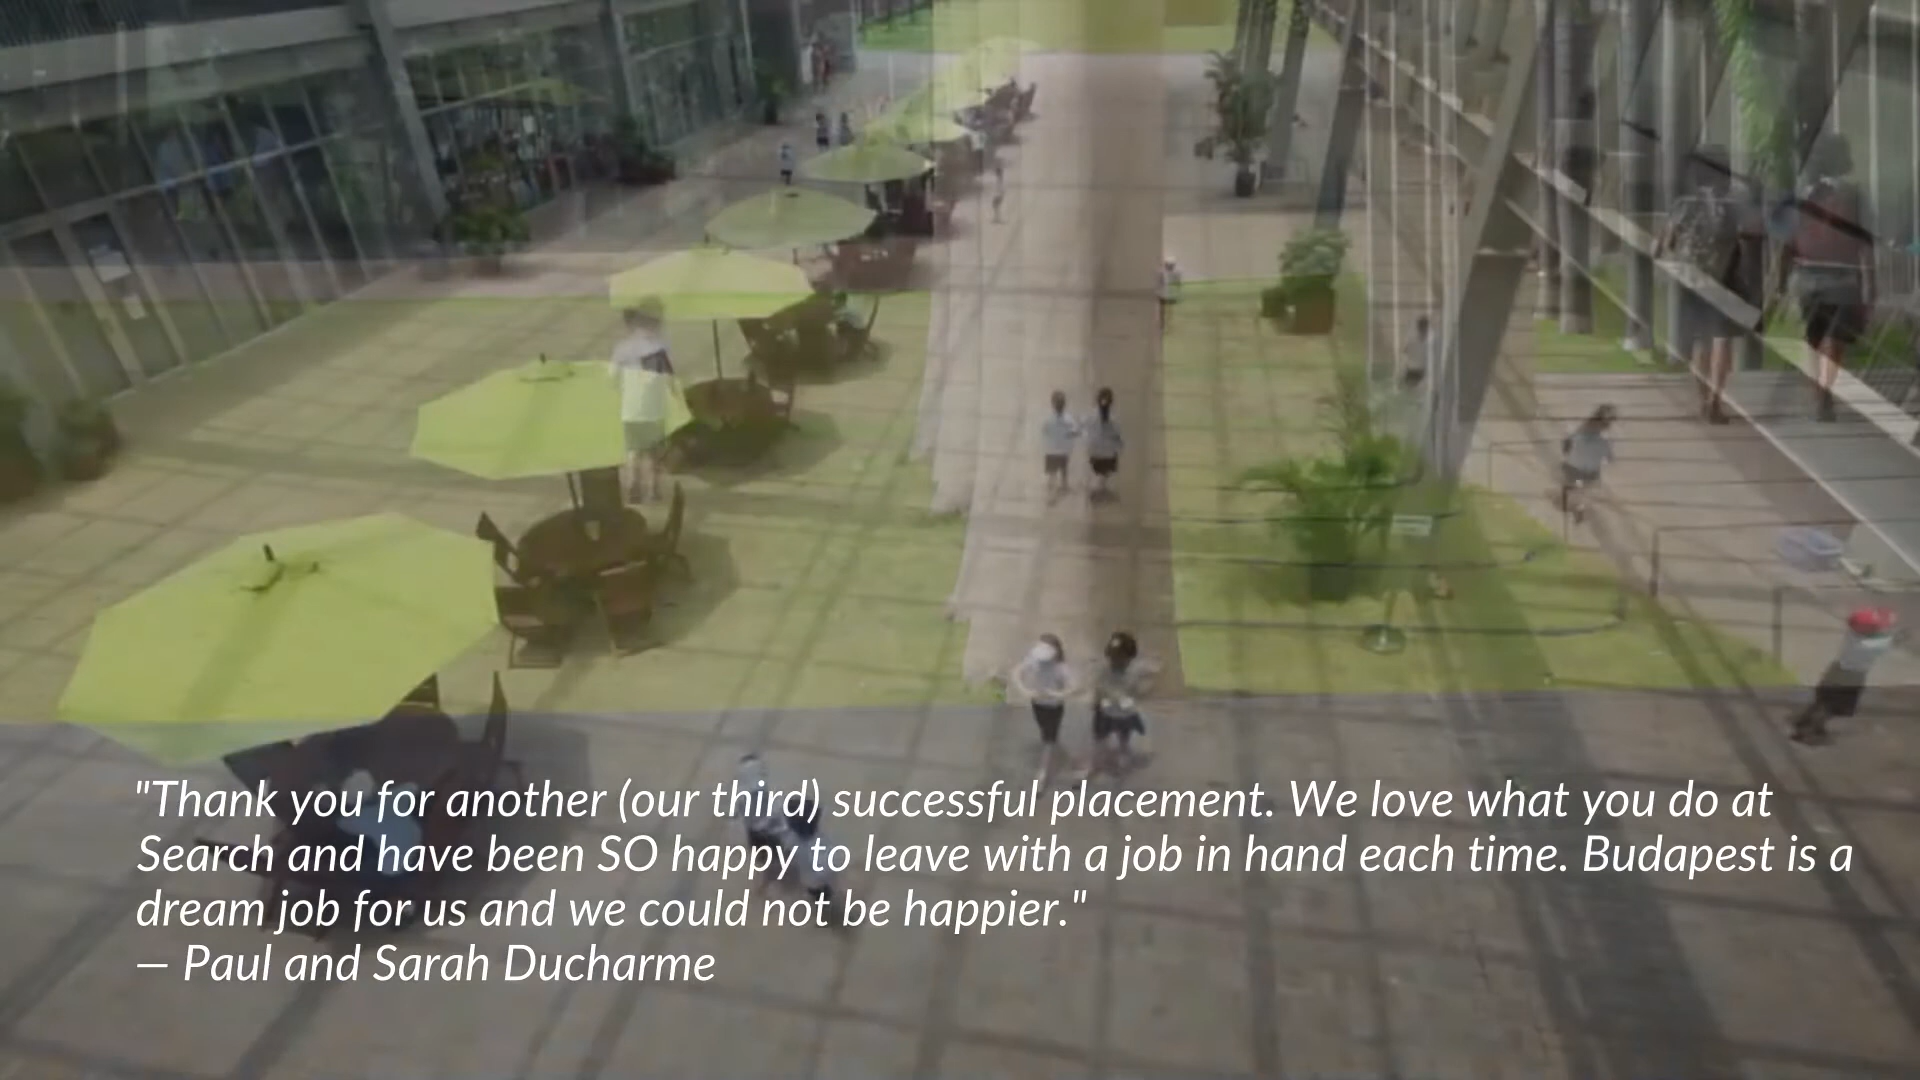 "Thank you for another (our third) successful placement. We love what you do at
Search and have been SO happy to leave with a job in hand each time. Budapest is a
dream job for us and we could not be happier."
— Paul and Sarah Ducharme